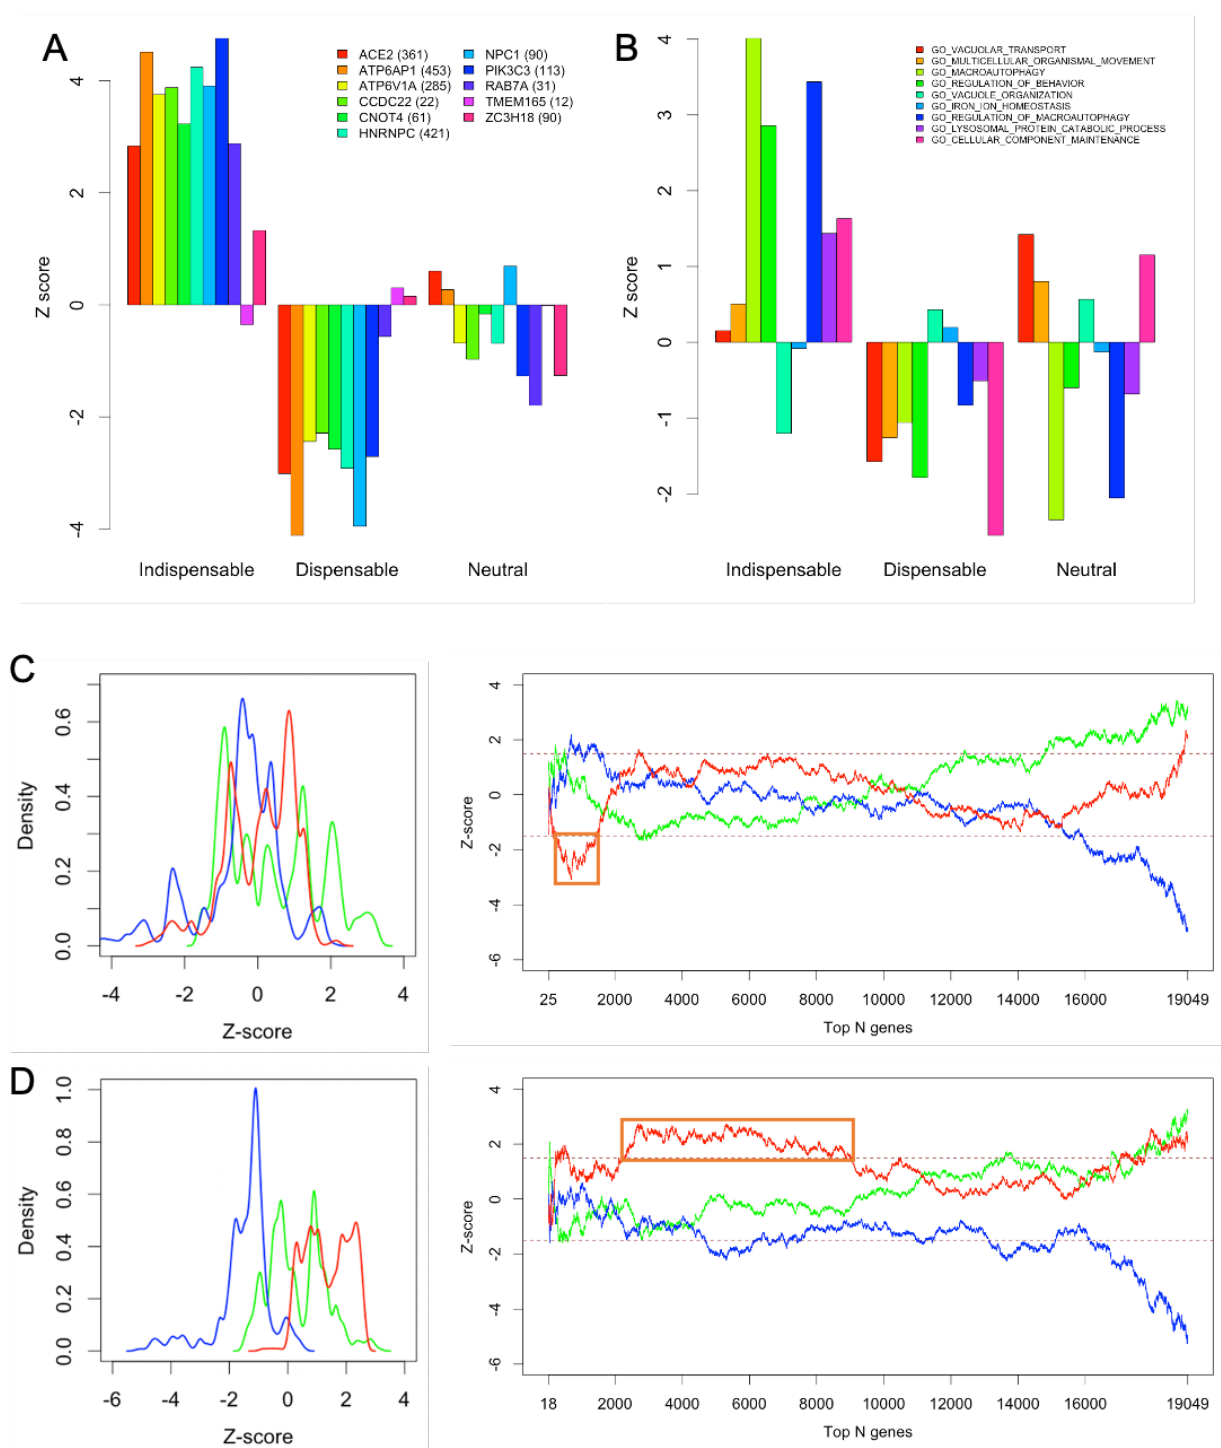 A
ACE2 (361)
ATP6AP1 (453)
ATP6V1A (285)
CCDC22 (22)
CNOT4 (61)
HNRNPC (421)
NPC1 (90)
PIK3C3 (113)
RAB7A (31)
TMEM165 (12)
ZC3H18 (90)
Z score
4
2
0
-2
-4
Indispensable
Dispensable
Neutral
B
GO_VACUOLAR_TRANSPORT
GO_MULTICELLULAR_ORGANISMAL_MOVEMENT
GO_MACROAUTOPHAGY
GO_REGULATION_OF_BEHAVIOR
GO_VACUOLE_ORGANIZATION
GO_IRON_ION_HOMEOSTASIS
GO_REGULATION_OF_MACROAUTOPHAGY
GO_LYSOSOMAL_PROTEIN_CATABOLIC_PROCESS
GO_CELLULAR_COMPONENT_MAINTENANCE
Z score
4
3
2
1
0
-1
-2
Indispensable
Dispensable
Neutral
C
Density
0.6
0.4
0.2
0.0
-4
-2
0
2
4
Z-score
Z-score
4
2
0
-2
-4
-6
25
2000
4000
6000
8000
10000
12000
14000
16000
19049
Top N genes
D
Density
1.0
0.8
0.6
0.4
0.2
0.0
-6
-4
-2
0
2
4
Z-score
Z-score
4
2
0
-2
-4
-6
18
2000
4000
6000
8000
10000
12000
14000
16000
19049
Top N genes